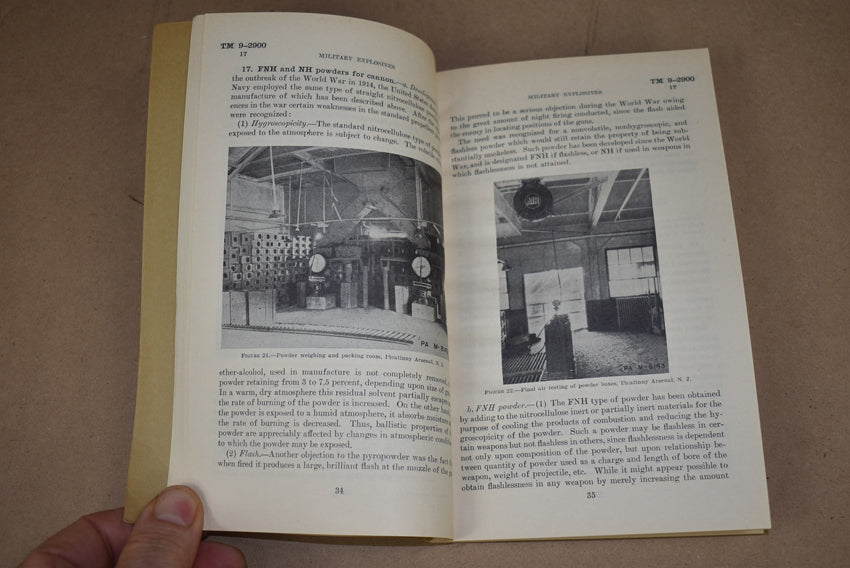 TM 9-2900
17
MILITARY EXPLOSIVES
17. FNH and NH powders for cannon.—a.
the outbreak of the World War in 1914, the United States
Navy employed the same type of straight nitrocellulose
manufacture of which has been described above. After
ences in the war certain weaknesses in the standard propellent
were recognized:
(1) Hygroscopicity.—The standard nitrocellulose type of
exposed to the atmosphere is subject to change. The volatile
PA M-
FIGURE 21.—Powder weighing and packing room, Picatinny Arsenal, N. J.
ether-alcohol, used in manufacture is not completely removed,
powder retaining from 3 to 7.5 percent, depending upon size of
In a warm, dry atmosphere this residual solvent partially escapes
the rate of burning of the powder is increased. On the other hand,
the powder is exposed to a humid atmosphere, it absorbs moisture
the rate of burning is decreased. Thus, ballistic properties of
powder are appreciably affected by changes in atmospheric
to which the powder may be exposed.
(2) Flash.—Another objection to the pyropowder was the fact
when fired it produces a large, brilliant flash at the muzzle of the
34
TM 9-2900
17
MILITARY EXPLOSIVES
This proved to be a serious objection during the World War owing
to the great amount of night firing conducted, since the flash aided
the enemy in locating positions of the guns.
The need was recognized for a nonvolatile, nonhygroscopic, and
flashless powder which would still retain the property of being sub-
stantially smokeless. Such powder has been developed since the World
War, and is designated FNH if flashless, or NH if used in weapons in
which flashlessness is not attained.
PA M-6143
FIGURE 22.—Final air testing of powder boxes, Picatinny Arsenal, N. J.
b. FNH powder.—(1) The FNH type of powder has been obtained
by adding to the nitrocellulose inert or partially inert materials for the
purpose of cooling the products of combustion and reducing the hy-
groscopicity of the powder. Such a powder may be flashless in cer-
tain weapons but not flashless in others, since flashlessness is dependent
not only upon composition of the powder, but upon relationship be-
tween quantity of powder used as a charge and length of bore of the
weapon, weight of projectile, etc. While it might appear possible to
obtain flashlessness in any weapon by merely increasing the amount
35